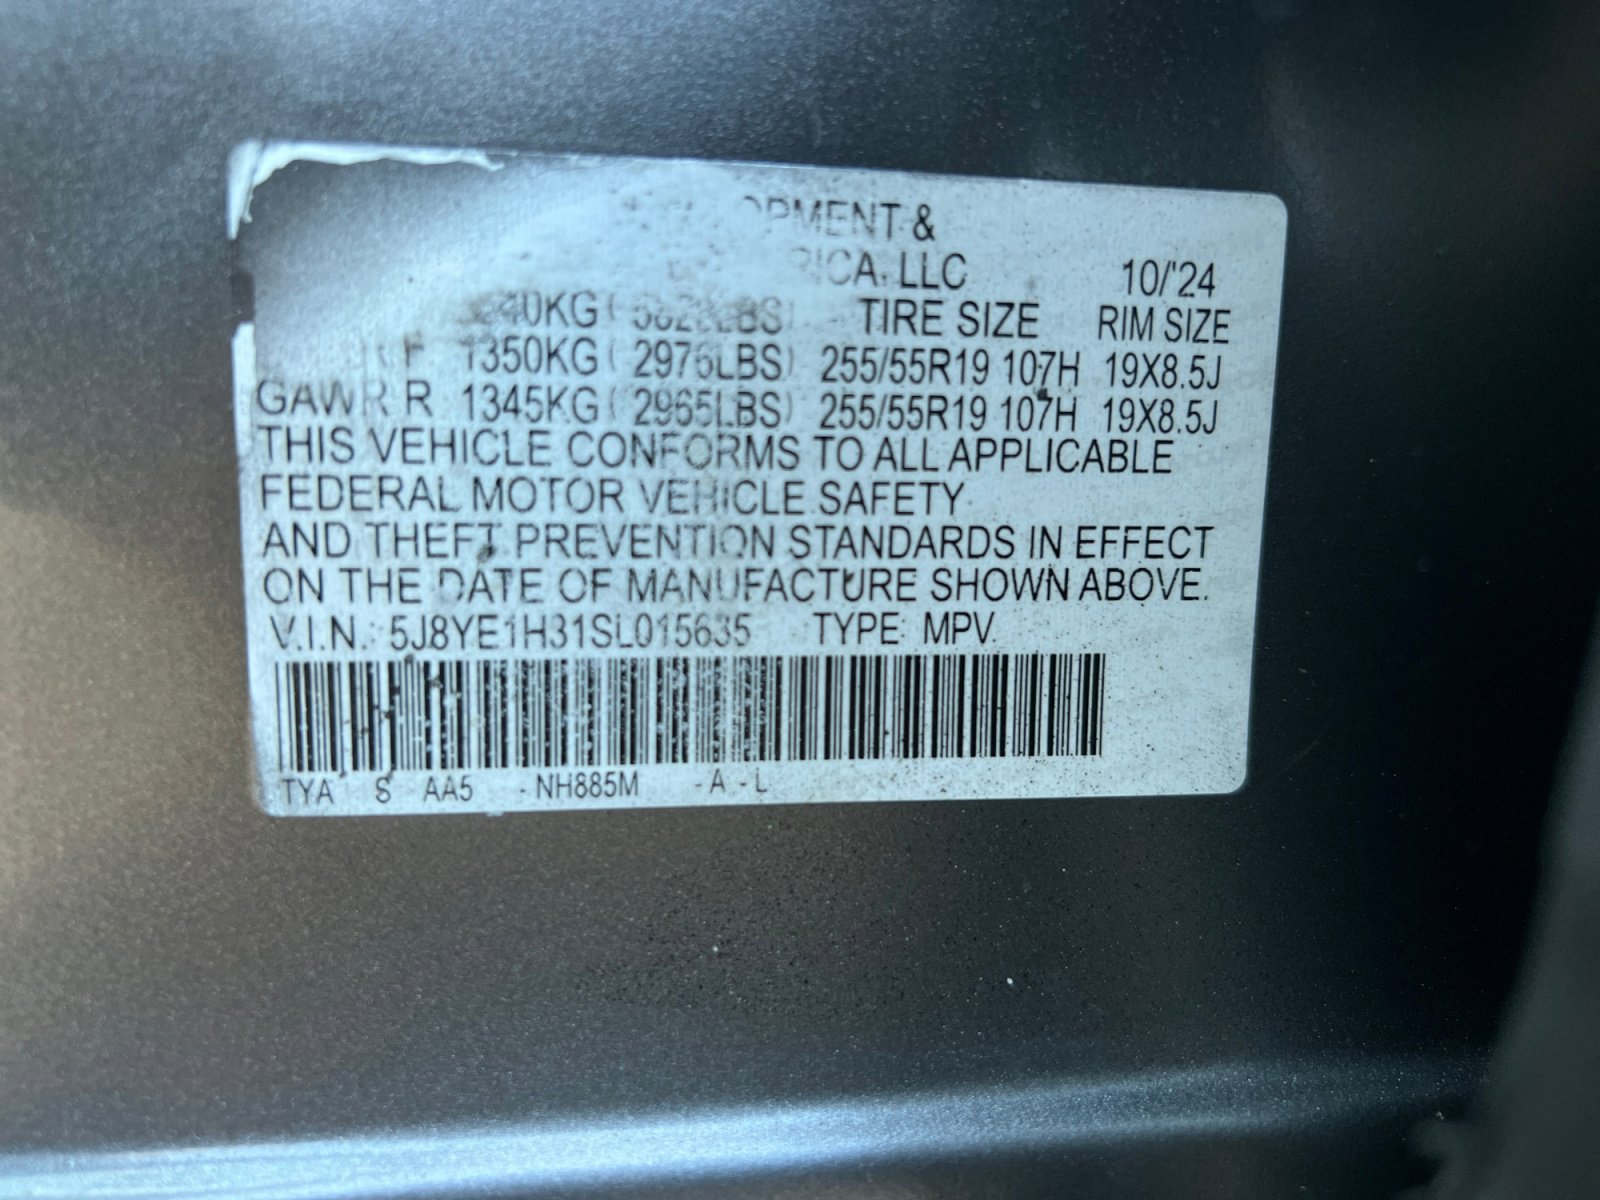 & 
LLC 10/'24
TIRE SIZE RIM SIZE
1350KG ( 2976LBS) 255/55R19 107H 19X8.5J
GAWR R 1345KG ( 2965LBS) 255/55R19 107H 19X8.5J
THIS VEHICLE CONFORMS TO ALL APPLICABLE
FEDERAL MOTOR VEHICLE SAFETY
AND THEFT PREVENTION STANDARDS IN EFFECT
ON THE DATE OF MANUFACTURE SHOWN ABOVE.
V.I.N.: 5J8YE1H31SL015635 TYPE: MPV
TYA S AA5 -NH885M -A -L